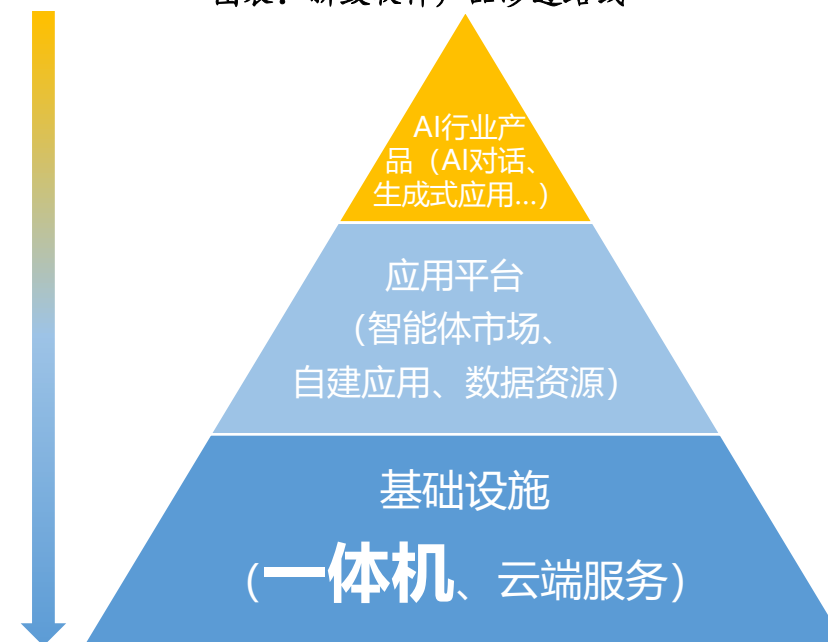 AI行业产
品（AI对话、
生成式应用...）
应用平台
（智能体市场、
自建应用、数据资源）
基础设施
（一体机、云端服务）